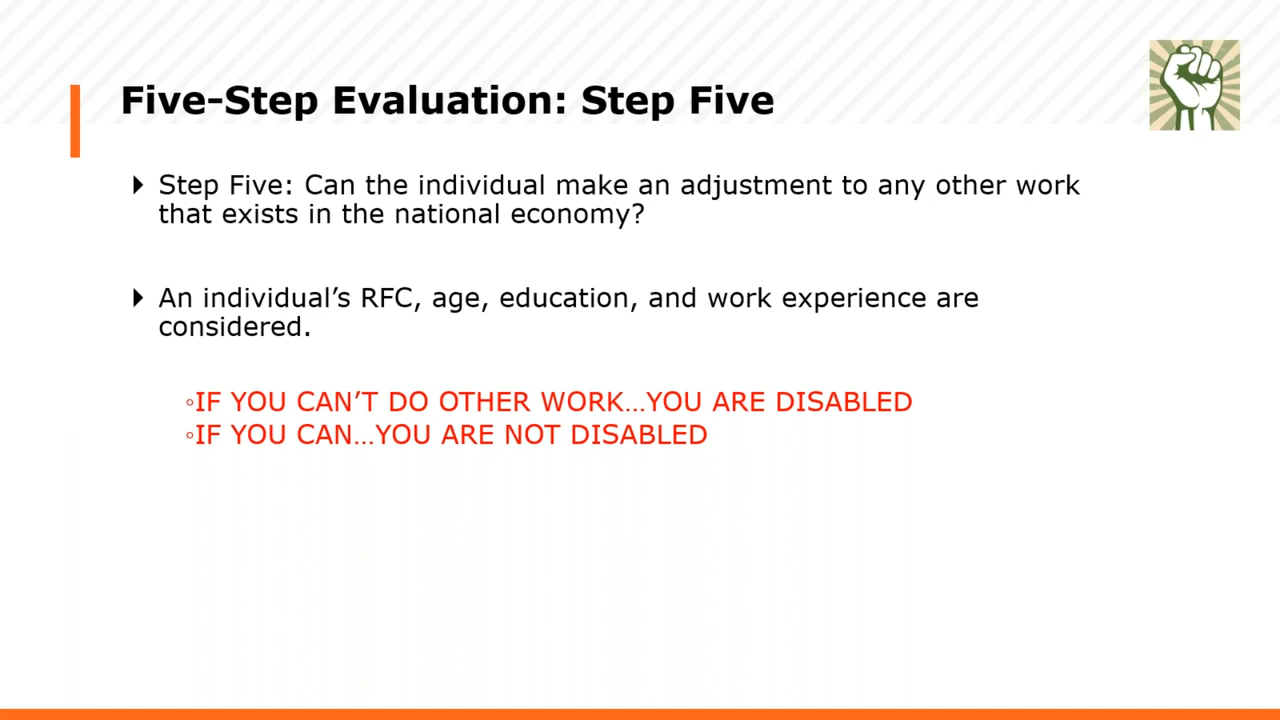 Five-Step Evaluation: Step Five
Step Five: Can the individual make an adjustment to any other work
that exists in the national economy?
An individual’s RFC, age, education, and work experience are
considered.
◦IF YOU CAN’T DO OTHER WORK…YOU ARE DISABLED
◦IF YOU CAN…YOU ARE NOT DISABLED